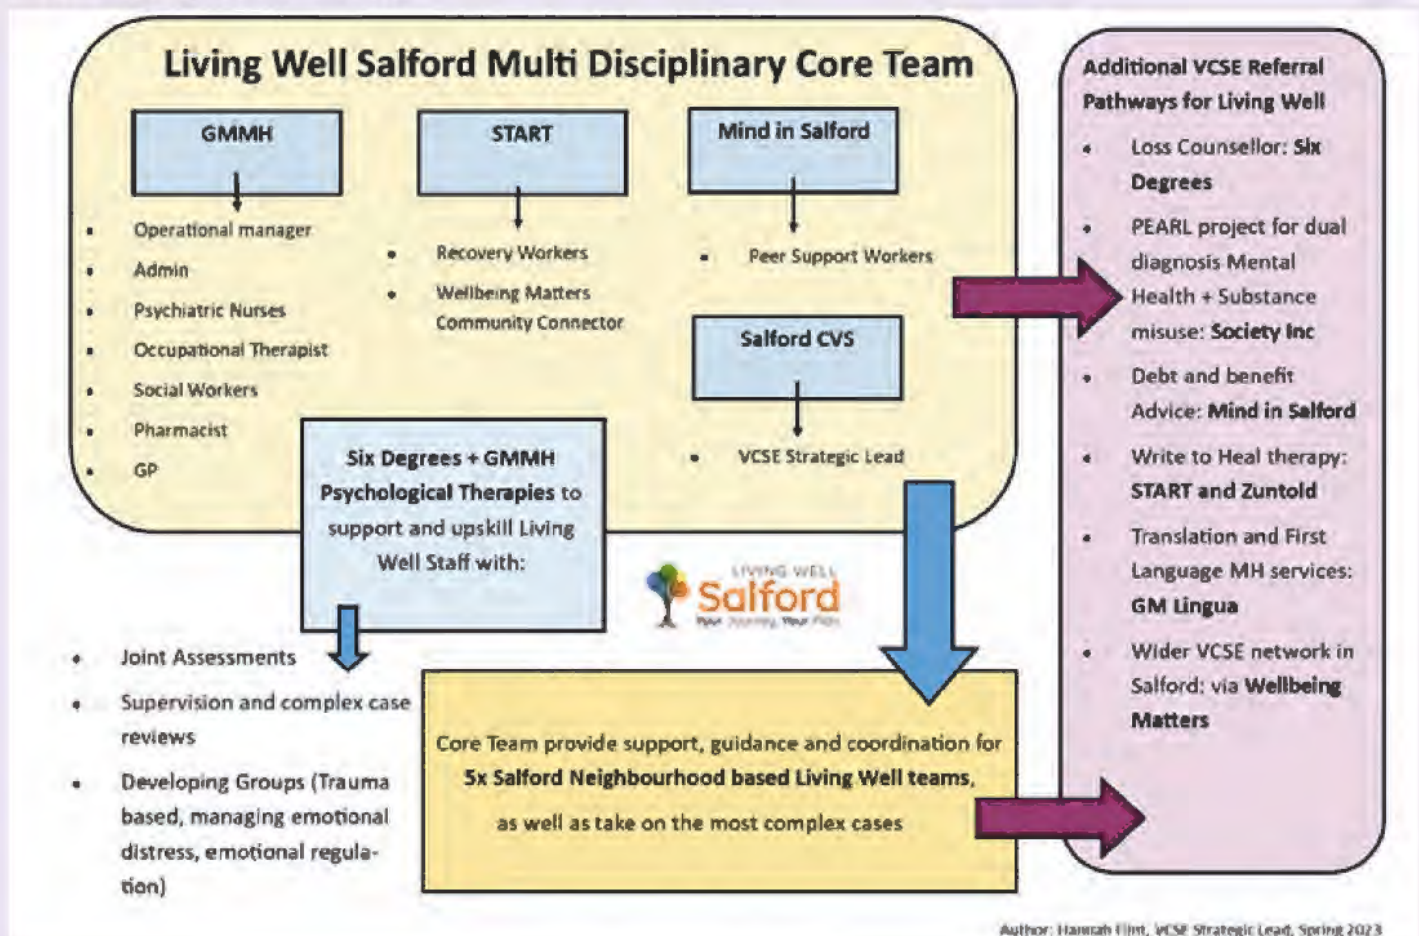 Living Well Salford Multi Disciplinary Core Team
GMMH
• Operational manager
• Admin
• Psychiatric Nurses
• Occupational Therapist
• Social Workers
• Pharmacist
• GP
START
• Recovery Workers
• Wellbeing Matters
Community Connector
Mind in Salford
• Peer Support Workers
Salford CVS
• VCSE Strategic Lead
Six Degrees + GMMH
Psychological Therapies to
support and upskill Living
Well Staff with:
• Joint Assessments
• Supervision and complex case
reviews
• Developing Groups (Trauma
based, managing emotional
distress, emotional regula-
tion)
LIVING WELL
Salford
Your Journey, Your Plan
Core Team provide support, guidance and coordination for
5x Salford Neighbourhood based Living Well teams,
as well as take on the most complex cases
Additional VCSE Referral
Pathways for Living Well
• Loss Counsellor: Six
Degrees
• PEARL project for dual
diagnosis Mental
Health + Substance
misuse: Society Inc
• Debt and benefit
Advice: Mind in Salford
• Write to Heal therapy:
START and Zuntold
• Translation and First
Language MH services:
GM Lingua
• Wider VCSE network in
Salford: via Wellbeing
Matters
Author: Hannah Flint, VCSE Strategic Lead, Spring 2023